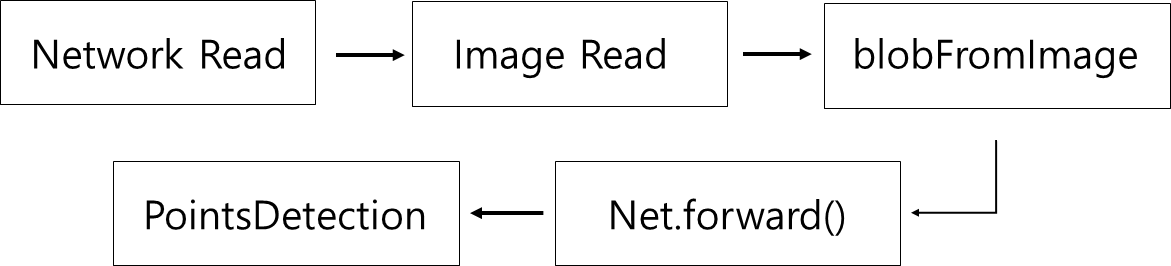 Network Read
Image Read
blobFromImage
Net.forward()
PointsDetection